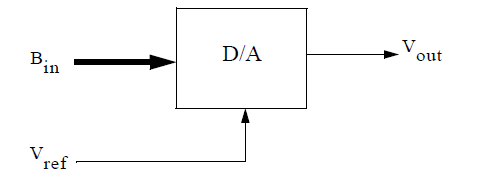 B_in
D/A
V_out
V_ref